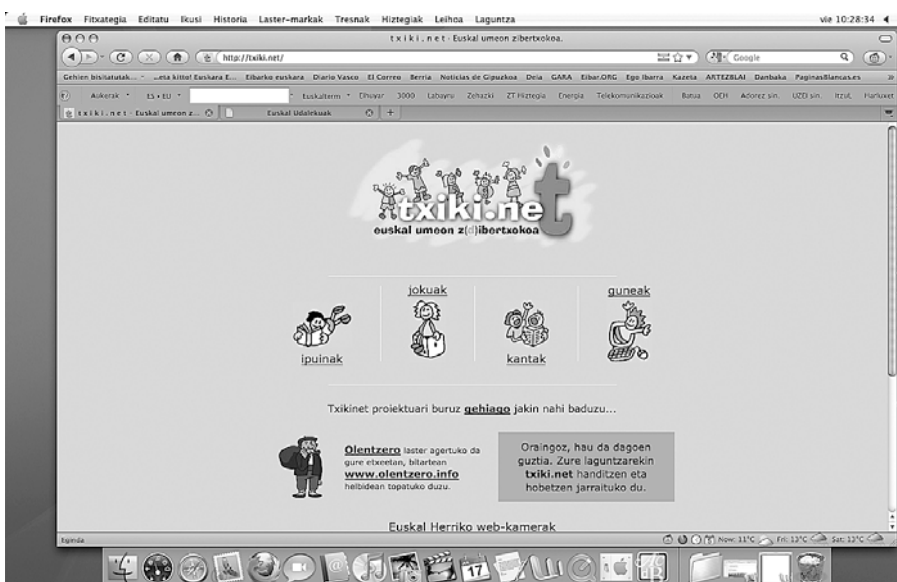 Firefox Fitxategia Editatu Ikusi Historia Laster-markak Tresnak Hiztegiak Leihoa Laguntza vie 10:28:34
txiki.net - Euskal umeon zibertxokoa.
http://txiki.net/ Google
Gehien bisitatutak... ...eta kitto! Euskara E... Eibarko euskara Diario Vasco El Correo Berria Noticias de Gipuzkoa Deia GARA Eibar.ORG Ego Ibarra Kazeta ARTEZBLAI Danbaka PaginasBlancas.es
Aukerak ES • EU Euskalterm Elhuyar 3000 Labayru Zehazki ZT Hiztegia Energia Telekomunikazioak Batua OEH Adorez sin. UZEI sin. ItzuL Harluxet
txiki.net - Euskal umeon z... Euskal Udalekuak
txiki.net
euskal umeon z(d)ibertxokoa
jokuak guneak
ipuinak kantak
Txikinet proiektuari buruz gehiago jakin nahi baduzu...
Olentzero laster agertuko da
gure etxeetan, bitartean
www.olentzero.info
helbidean topatuko duzu.
Oraingoz, hau da dagoen
guztia. Zure laguntzarekin
txiki.net handitzen eta
hobetzen jarraituko du.
Euskal Herriko web-kamerak
Eginda Now: 11°C Fri: 13°C Sat: 13°C
17